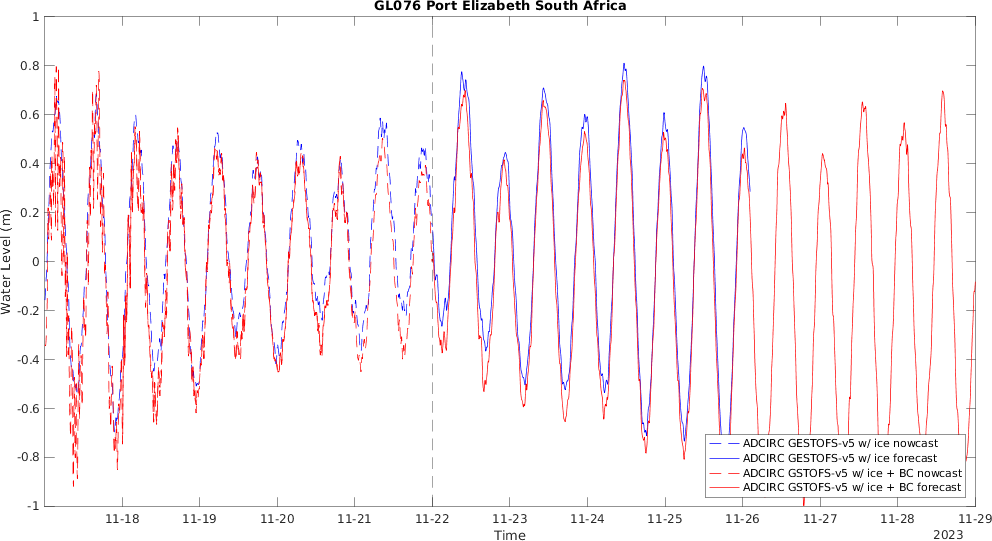 GL076 Port Elizabeth South Africa
1
0.8
0.6
0.4
0.2
0
-0.2
-0.4
-0.6
-0.8
-1
Water Level (m)
ADCIRC GESTOFS-v5 w/ ice nowcast
ADCIRC GESTOFS-v5 w/ ice forecast
ADCIRC GSTOFS-v5 w/ ice + BC nowcast
ADCIRC GSTOFS-v5 w/ ice + BC forecast
11-18 11-19 11-20 11-21 11-22 11-23 11-24 11-25 11-26 11-27 11-28 11-29
Time
2023